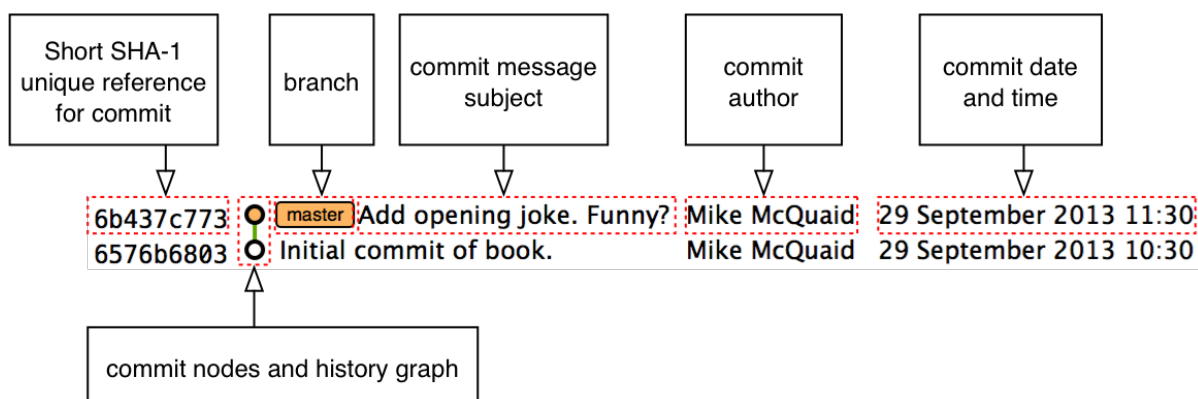 Short SHA-1
unique reference
for commit
branch
commit message
subject
commit
author
commit date
and time
6b437c773 master Add opening joke. Funny? Mike McQuaid 29 September 2013 11:30
6576b6803 Initial commit of book. Mike McQuaid 29 September 2013 10:30
commit nodes and history graph